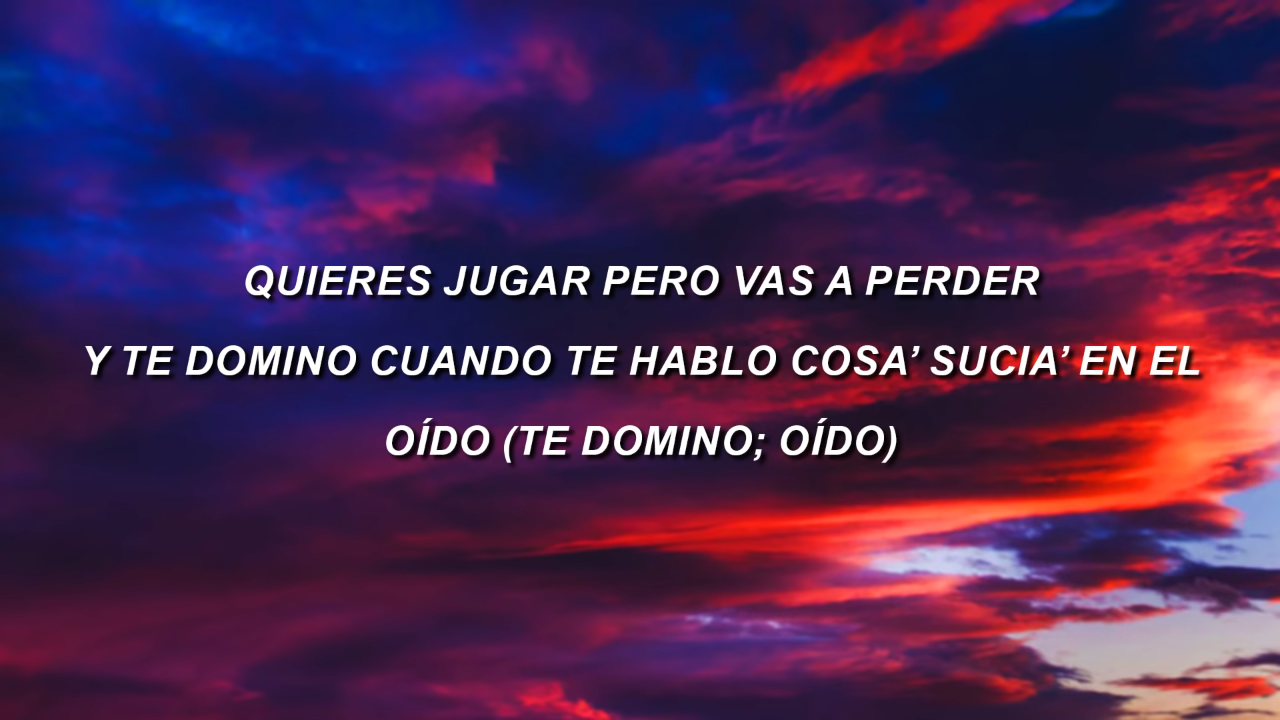 QUIERES JUGAR PERO VAS A PERDER
Y TE DOMINO CUANDO TE HABLO COSA’ SUCIA’ EN EL
OÍDO (TE DOMINO; OÍDO)